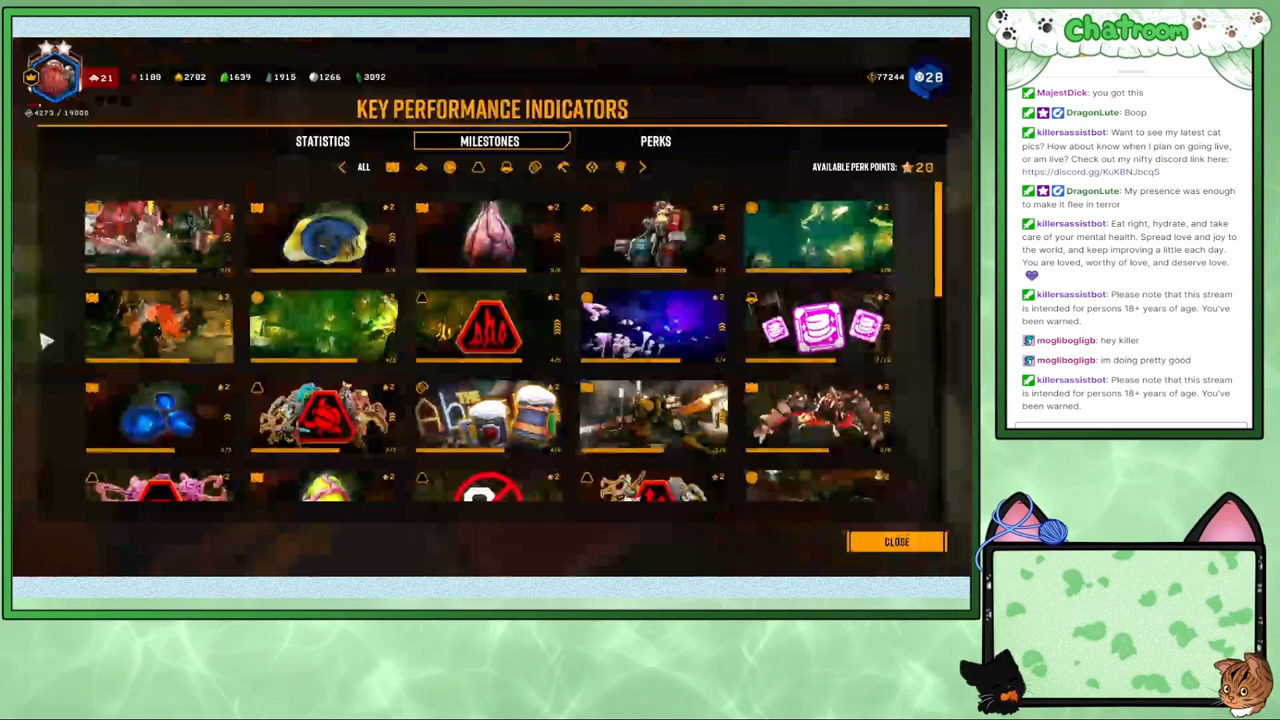 Chatroom
21 1100 2702 1639 1915 1266 3092
77244 28
4273 / 19000
KEY PERFORMANCE INDICATORS
STATISTICS MILESTONES PERKS
ALL
AVAILABLE PERK POINTS: 20
CLOSE
MajestDick: you got this
DragonLute: Boop
killersassistbot: Want to see my latest cat
pics? How about know when I plan on going live,
or am live? Check out my nifty discord link here:
https://discord.gg/KuKBNJbcqS
DragonLute: My presence was enough
to make it flee in terror
killersassistbot: Eat right, hydrate, and take
care of your mental health. Spread love and joy to
the world, and keep improving a little each day.
You are loved, worthy of love, and deserve love.
killersassistbot: Please note that this stream
is intended for persons 18+ years of age. You've
been warned.
moglibogligb: hey killer
moglibogligb: im doing pretty good
killersassistbot: Please note that this stream
is intended for persons 18+ years of age. You've
been warned.